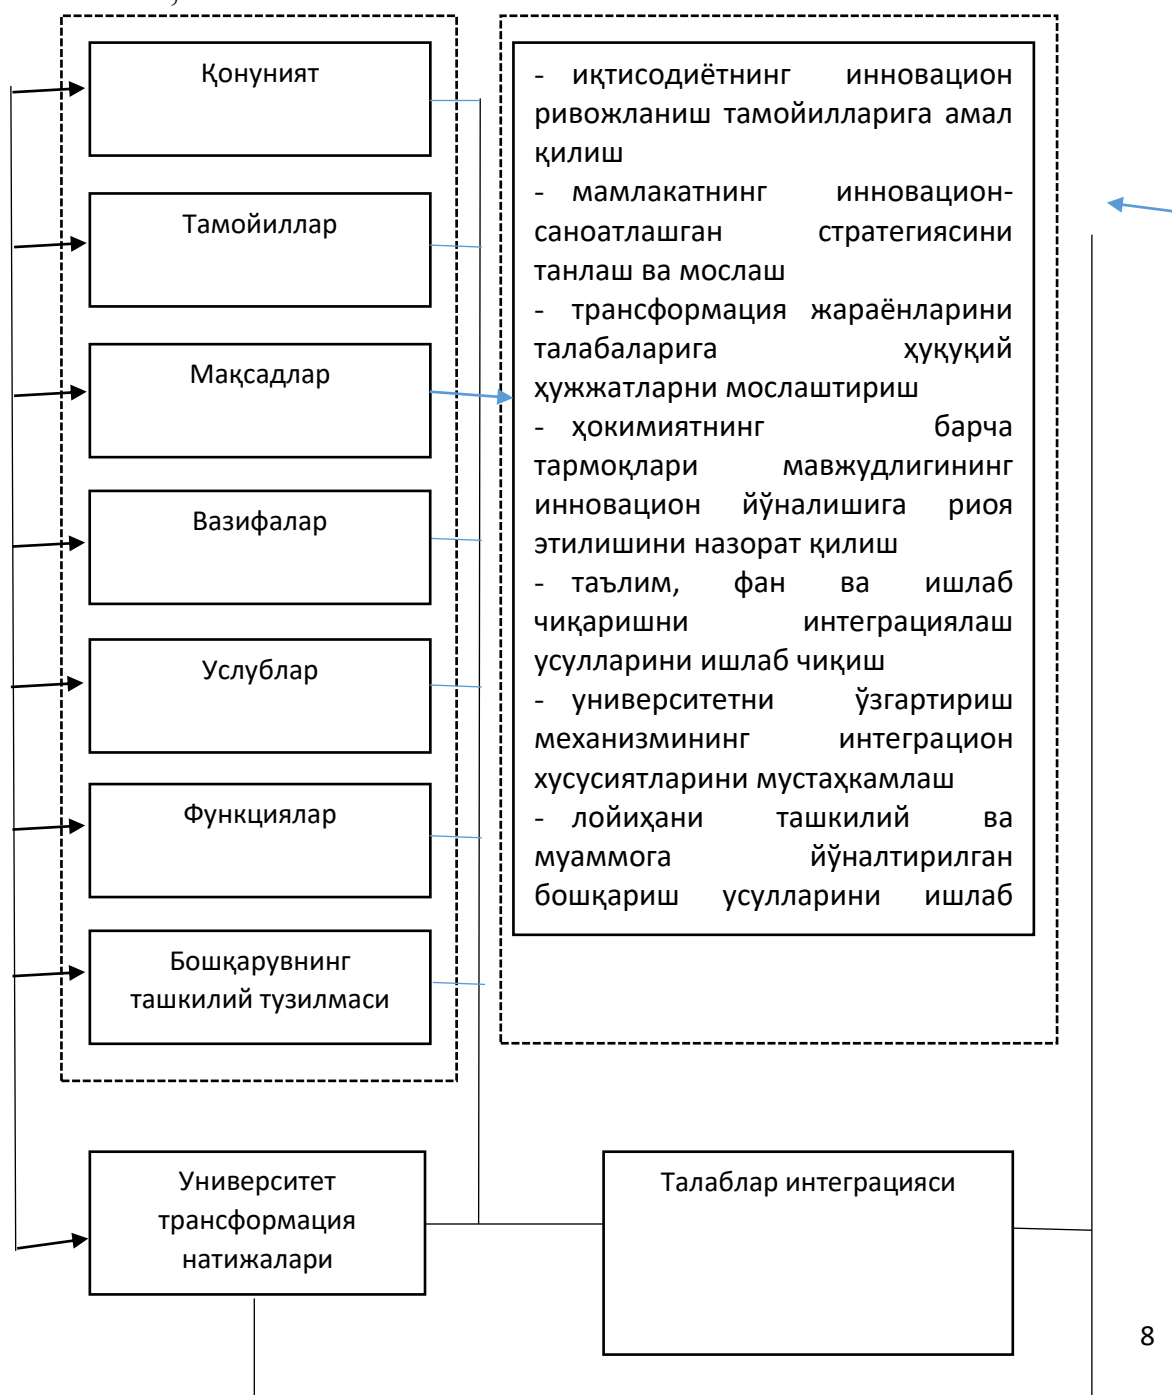 Қонуният
Тамойиллар
Мақсадлар
Вазифалар
Услублар
Функциялар
Бошқарувнинг
ташкилий тузилмаси
- иқтисодиётнинг инновацион
ривожланиш тамойилларига амал
қилиш
- мамлакатнинг инновацион-
саноатлашган стратегиясини
танлаш ва мослаш
- трансформация жараёнларини
талабаларига ҳуқуқий
ҳужжатларни мослаштириш
- ҳокимиятнинг барча
тармоқлари мавжудлигининг
инновацион йўналишига риоя
этилишини назорат қилиш
- таълим, фан ва ишлаб
чиқаришни интеграциялаш
усулларини ишлаб чиқиш
- университетни ўзгартириш
механизмининг интеграцион
хусусиятларини мустаҳкамлаш
- лойиҳани ташкилий ва
муаммога йўналтирилган
бошқариш усулларини ишлаб
Университет
трансформация
натижалари
Талаблар интеграцияси
8